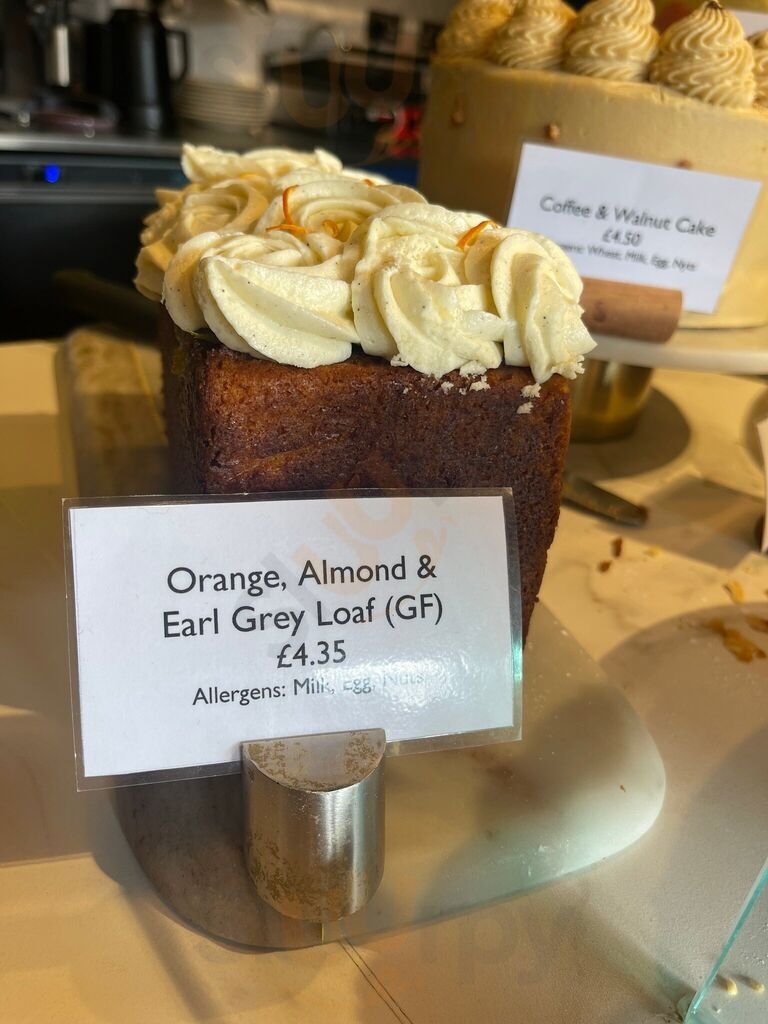 Coffee & Walnut Cake
£4.50
Wheat, Milk, Egg, Nuts
Orange, Almond &
Earl Grey Loaf (GF)
£4.35
Allergens: Milk, Egg, Nuts